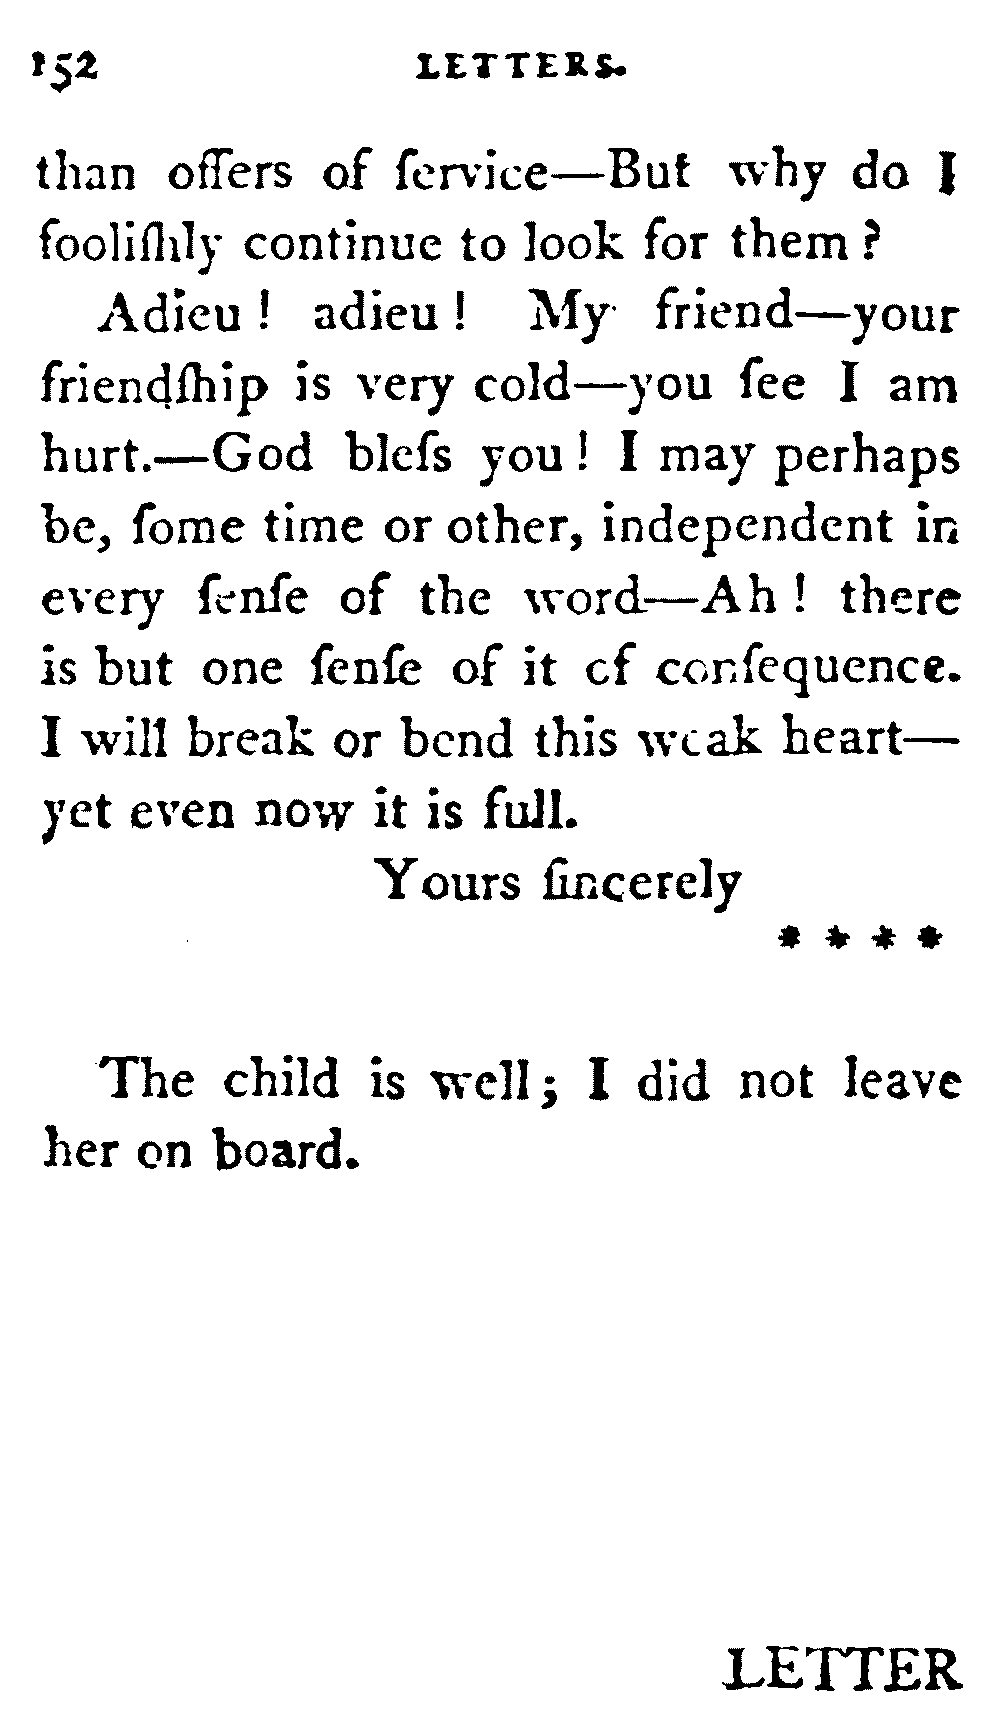 152 LETTERS.
than offers of ſervice—But why do I
fooliſhly continue to look for them ?
Adieu ! adieu ! My friend—your
friendſhip is very cold—you ſee I am
hurt.—God bleſs you ! I may perhaps
be, ſome time or other, independent in
every ſenſe of the word—Ah ! there
is but one ſenſe of it of conſequence.
I will break or bend this weak heart—
yet even now it is full.
Yours ſincerely
* * * *
The child is well ; I did not leave
her on board.
LETTER